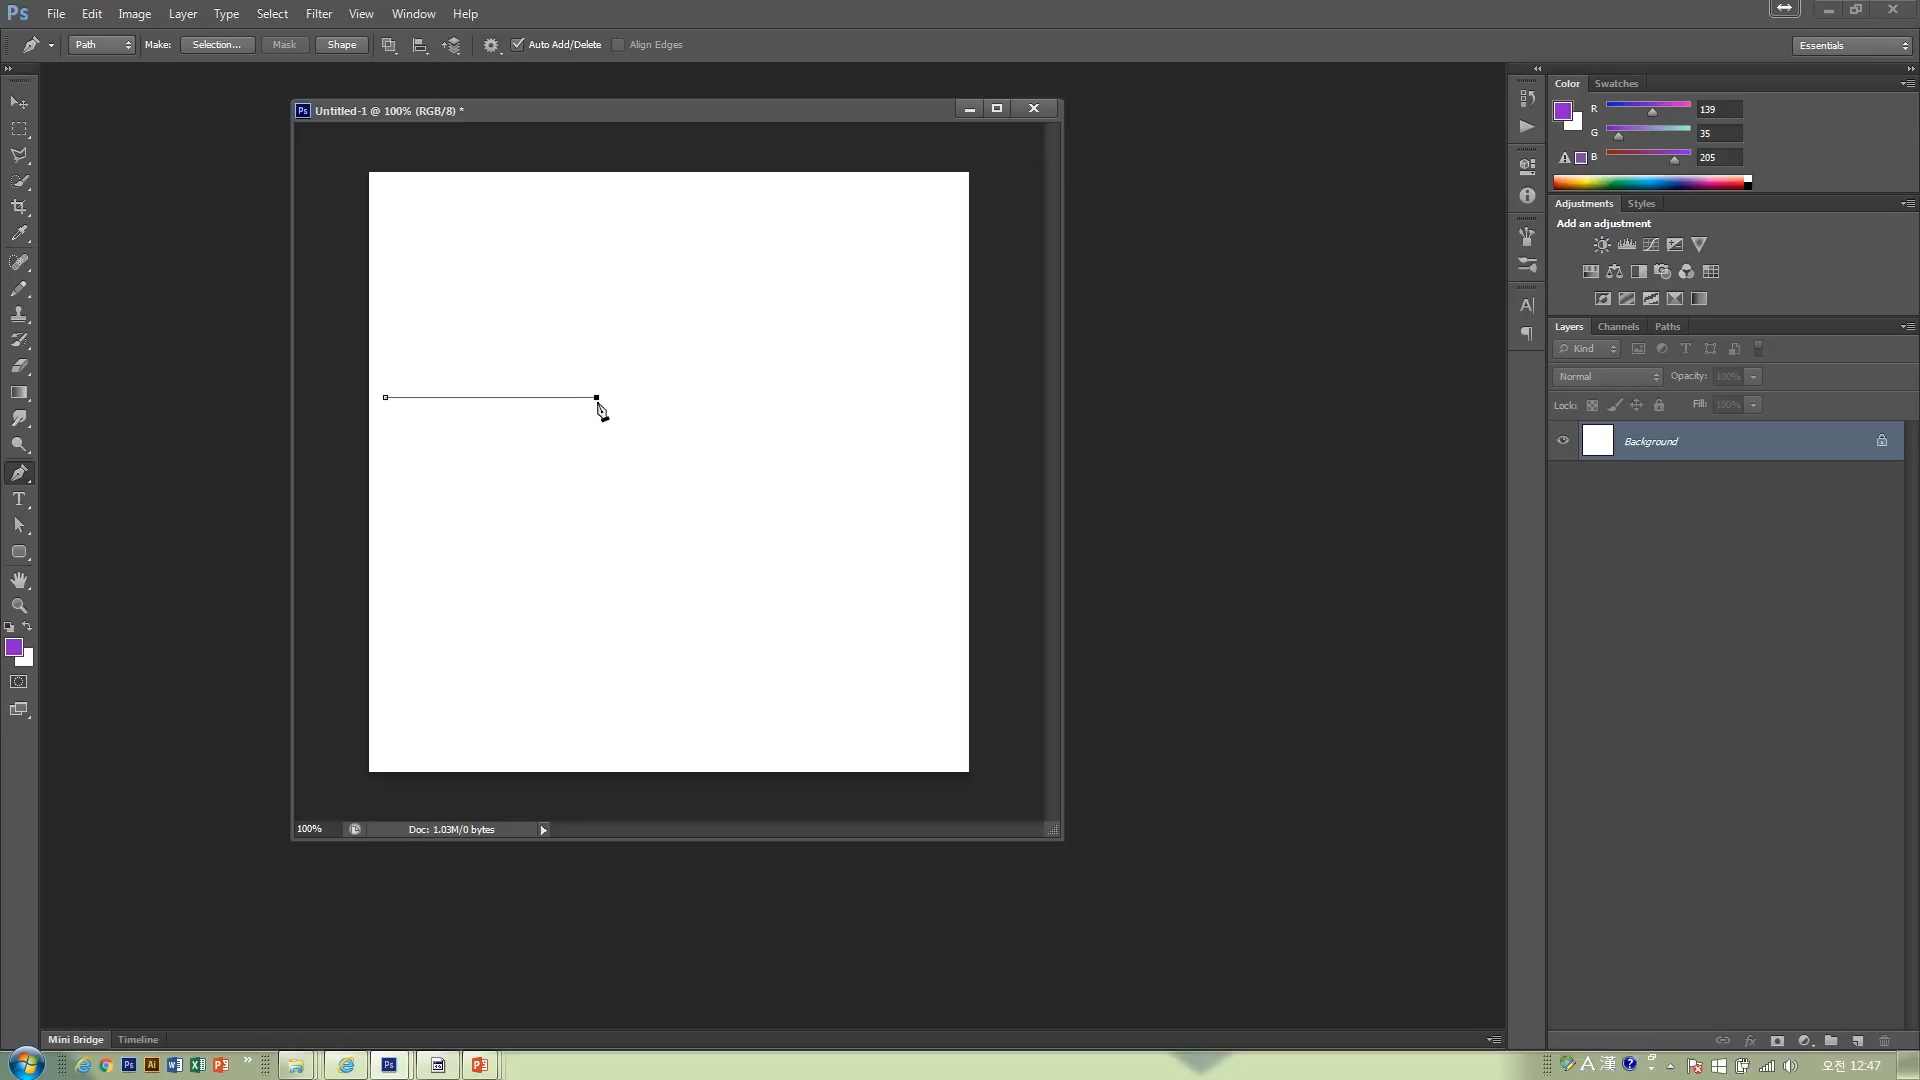 Ps File Edit Image Layer Type Select Filter View Window Help
Path Make: Selection... Mask Shape Auto Add/Delete Align Edges Essentials
Ps Untitled-1 @ 100% (RGB/8) *
Color Swatches
R 139
G 35
B 205
Adjustments Styles
Add an adjustment
Layers Channels Paths
Kind
Normal Opacity: 100%
Lock: Fill: 100%
Background
100% Doc: 1.03M/0 bytes
Mini Bridge Timeline
오전 12:47